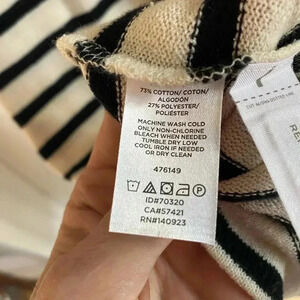 73% COTTON/ COTON/
ALGODÓN
27% POLYESTER/
POLIÉSTER
MACHINE WASH COLD
ONLY NON-CHLORINE
BLEACH WHEN NEEDED
TUMBLE DRY LOW
COOL IRON IF NEEDED
OR DRY CLEAN
476149
ID#70320
CA#57421
RN#140923